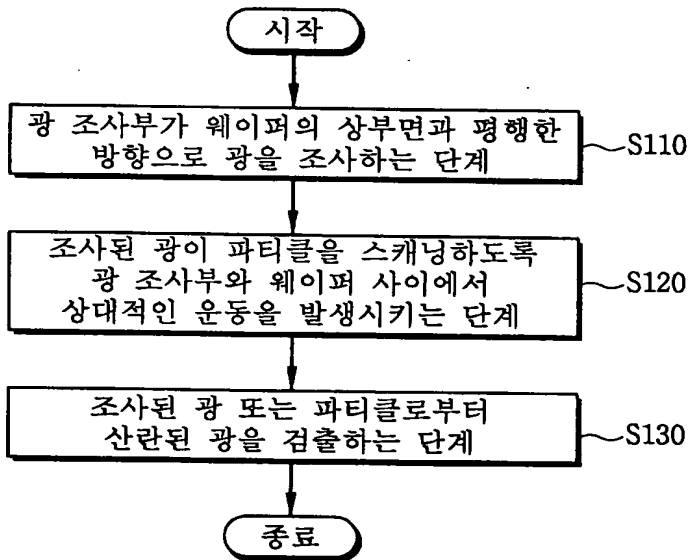 시작
광 조사부가 웨이퍼의 상부면과 평행한
방향으로 광을 조사하는 단계
S110
조사된 광이 파티클을 스캐닝하도록
광 조사부와 웨이퍼 사이에서
상대적인 운동을 발생시키는 단계
S120
조사된 광 또는 파티클로부터
산란된 광을 검출하는 단계
S130
종료